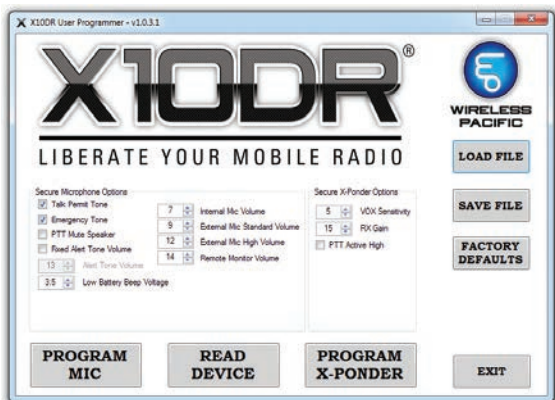 X10DR User Programmer - v1.0.3.1
X10DR®
LIBERATE YOUR MOBILE RADIO
WIRELESS
PACIFIC
LOAD FILE
SAVE FILE
FACTORY
DEFAULTS
EXIT
Secure Microphone Options
Talk Permit Tone
Emergency Tone
PTT Mute Speaker
Fixed Alert Tone Volume
13 Alert Tone Volume
3.5 Low Battery Beep Voltage
7 Internal Mic Volume
9 External Mic Standard Volume
12 External Mic High Volume
14 Remote Monitor Volume
Secure X-Ponder Options
5 VOX Sensitivity
15 RX Gain
PTT Active High
PROGRAM
MIC
READ
DEVICE
PROGRAM
X-PONDER